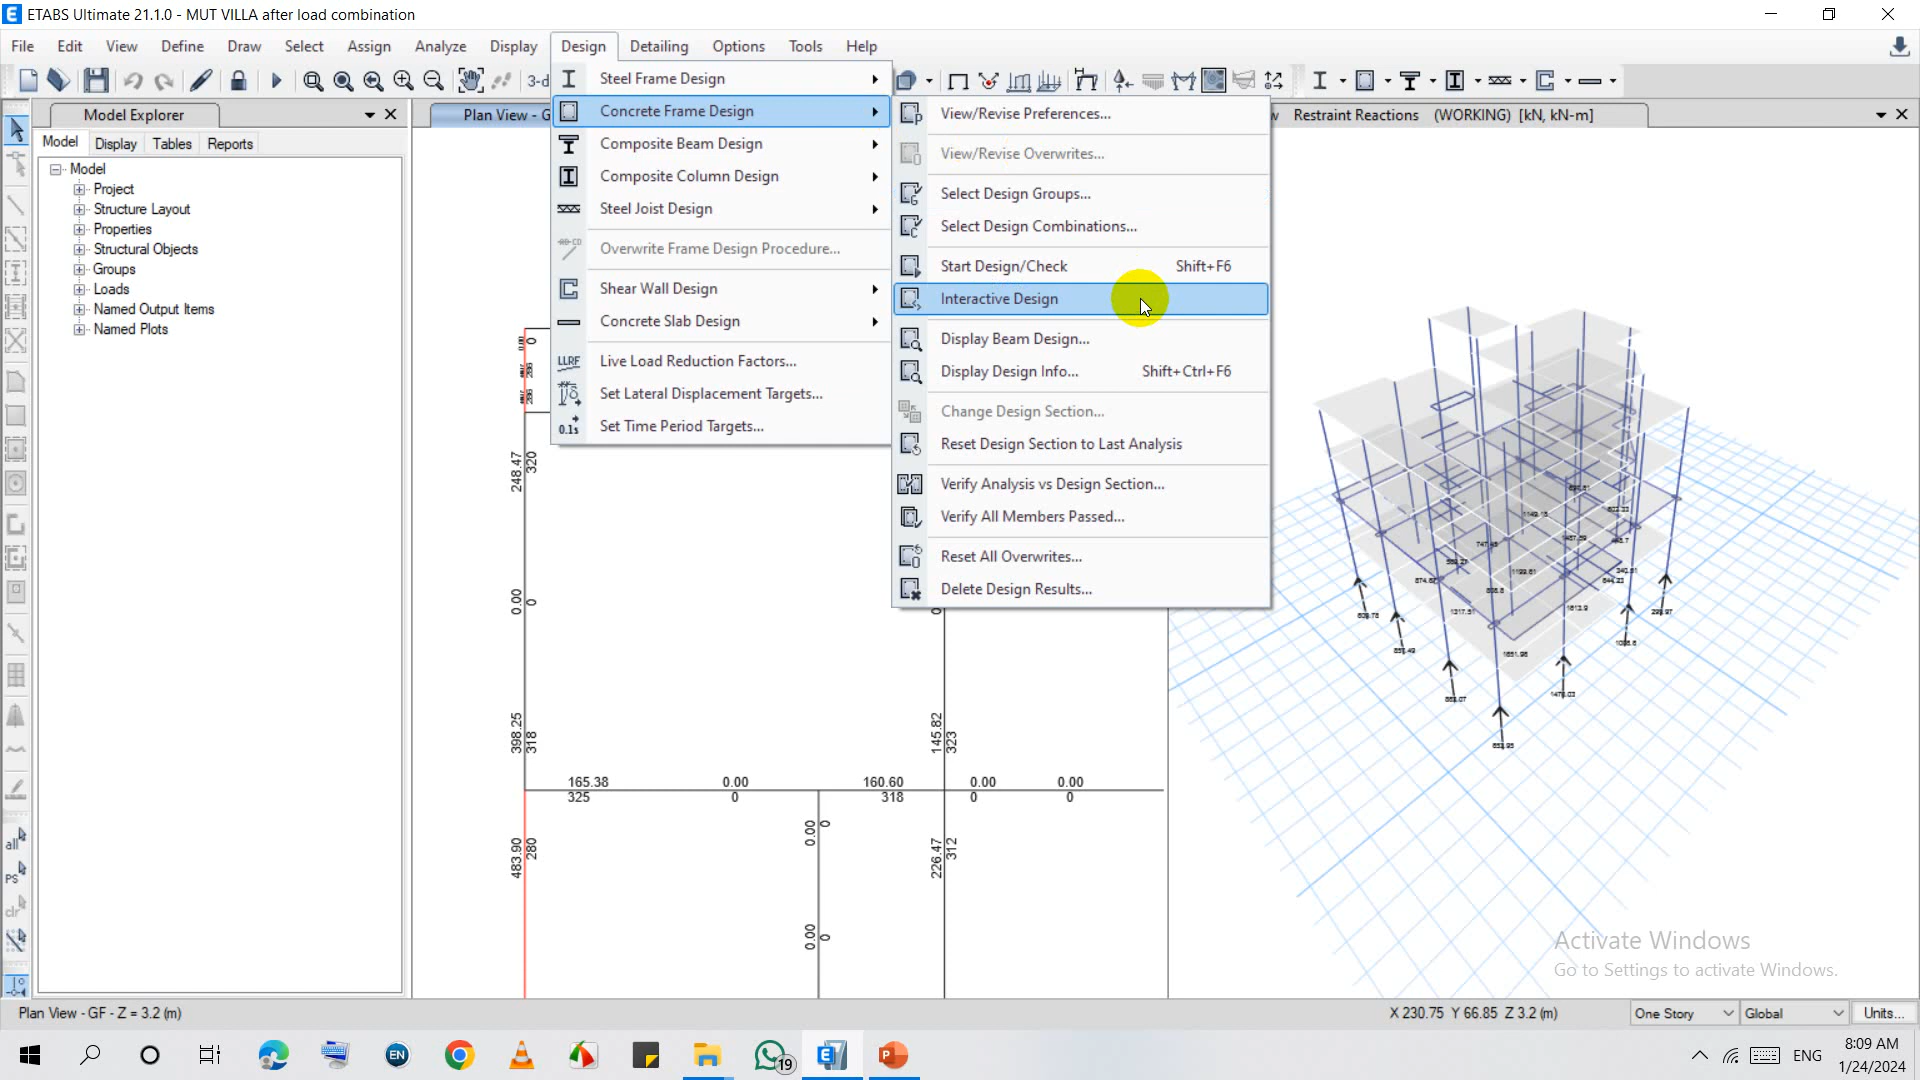 ETABS Ultimate 21.1.0 - MUT VILLA after load combination
File Edit View Define Draw Select Assign Analyze Display Design Detailing Options Tools Help
3-d
Model Explorer
Plan View - G
Restraint Reactions (WORKING) [kN, kN-m]
Model Display Tables Reports
Model
Project
Structure Layout
Properties
Structural Objects
Groups
Loads
Named Output Items
Named Plots
Steel Frame Design
Concrete Frame Design
Composite Beam Design
Composite Column Design
Steel Joist Design
Overwrite Frame Design Procedure...
Shear Wall Design
Concrete Slab Design
LLRF Live Load Reduction Factors...
Set Lateral Displacement Targets...
0.1s Set Time Period Targets...
View/Revise Preferences...
View/Revise Overwrites...
Select Design Groups...
Select Design Combinations...
Start Design/Check Shift+F6
Interactive Design
Display Beam Design...
Display Design Info... Shift+Ctrl+F6
Change Design Section...
Reset Design Section to Last Analysis
Verify Analysis vs Design Section...
Verify All Members Passed...
Reset All Overwrites...
Delete Design Results...
248.47
320
0.00
0
398.25
318
145.82
323
165.38 0.00 160.60 0.00 0.00
325 0 318 0 0
0.00
0
483.90
280
226.47
312
0.00
0
all
PS
clr
Activate Windows
Go to Settings to activate Windows.
Plan View - GF - Z = 3.2 (m)
X 230.75 Y 66.85 Z 3.2 (m)
One Story
Global
Units...
EN
19
ENG
8:09 AM
1/24/2024